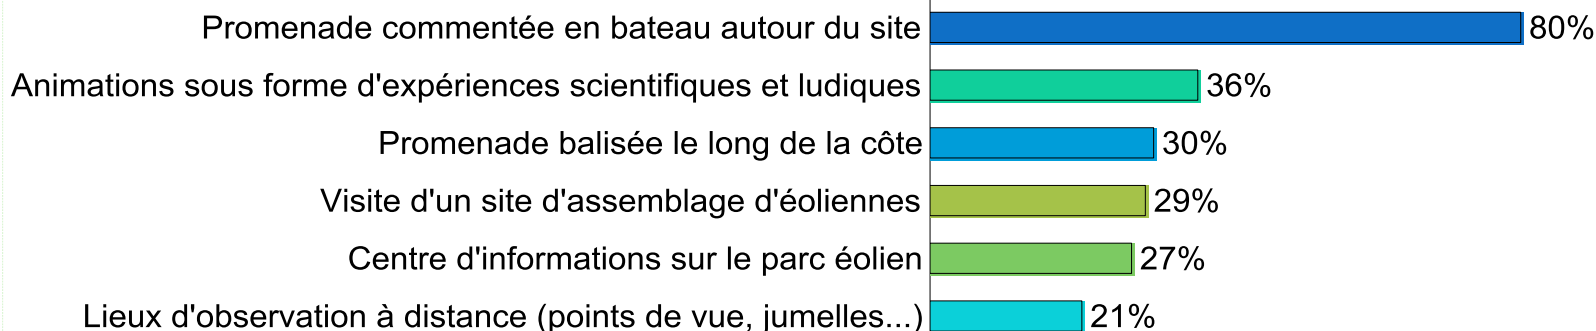 Promenade commentée en bateau autour du site 80%
Animations sous forme d'expériences scientifiques et ludiques 36%
Promenade balisée le long de la côte 30%
Visite d'un site d'assemblage d'éoliennes 29%
Centre d'informations sur le parc éolien 27%
Lieux d'observation à distance (points de vue, jumelles...) 21%